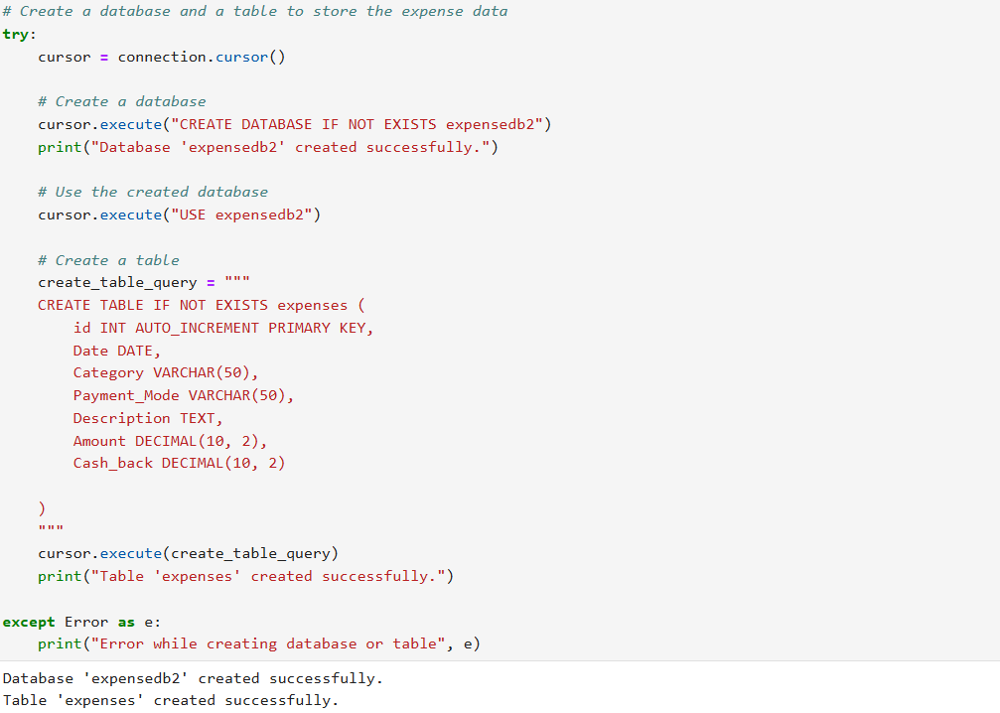 # Create a database and a table to store the expense data
try:
    cursor = connection.cursor()
    # Create a database
    cursor.execute("CREATE DATABASE IF NOT EXISTS expensedb2")
    print("Database 'expensedb2' created successfully.")
    # Use the created database
    cursor.execute("USE expensedb2")
    # Create a table
    create_table_query = """
    CREATE TABLE IF NOT EXISTS expenses (
        id INT AUTO_INCREMENT PRIMARY KEY,
        Date DATE,
        Category VARCHAR(50),
        Payment_Mode VARCHAR(50),
        Description TEXT,
        Amount DECIMAL(10, 2),
        Cash_back DECIMAL(10, 2)
    )
    """
    cursor.execute(create_table_query)
    print("Table 'expenses' created successfully.")
except Error as e:
    print("Error while creating database or table", e)
Database 'expensedb2' created successfully.
Table 'expenses' created successfully.